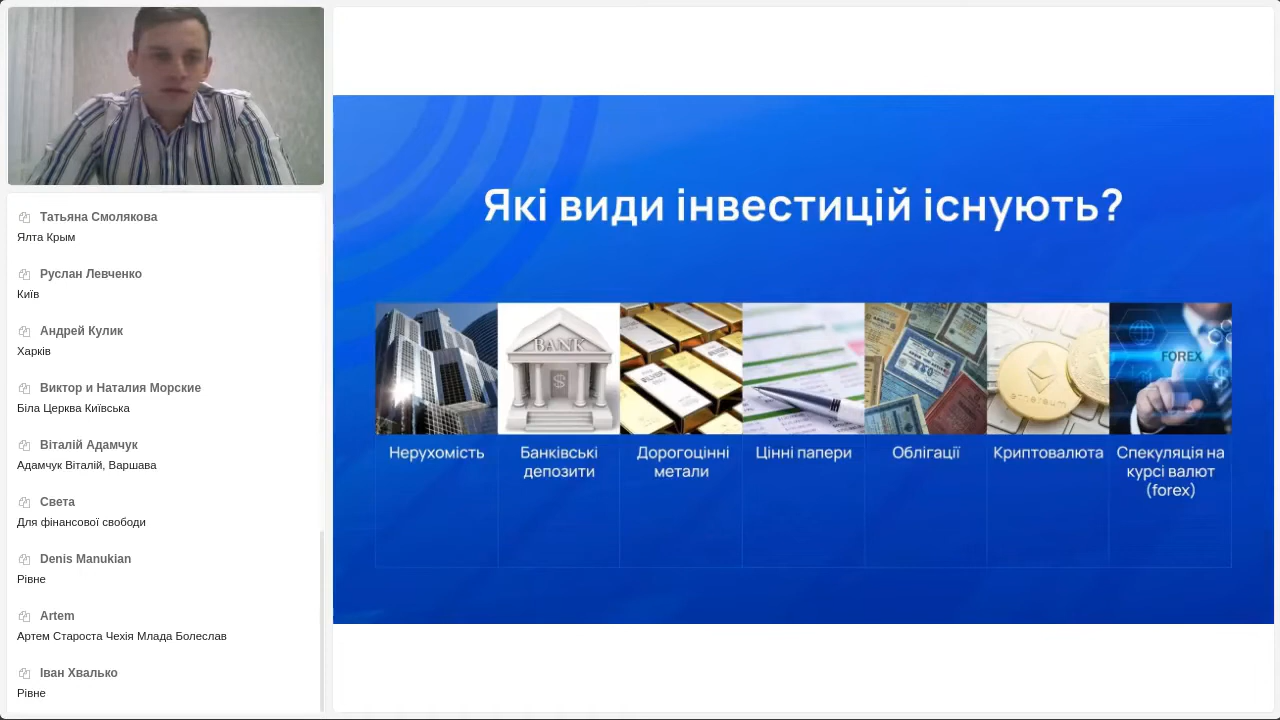 Татьяна Смолякова
Ялта Крым
Руслан Левченко
Київ
Андрей Кулик
Харків
Виктор и Наталия Морские
Біла Церква Київська
Віталій Адамчук
Адамчук Віталій, Варшава
Света
Для фінансової свободи
Denis Manukian
Рівне
Artem
Артем Староста Чехія Млада Болеслав
Іван Хвалько
Рівне
Які види інвестицій існують?
BANK
$
FOREX
Нерухомість
Банківські
депозити
Дорогоцінні
метали
Цінні папери
Облігації
Криптовалюта
Спекуляція на
курсі валют
(forex)